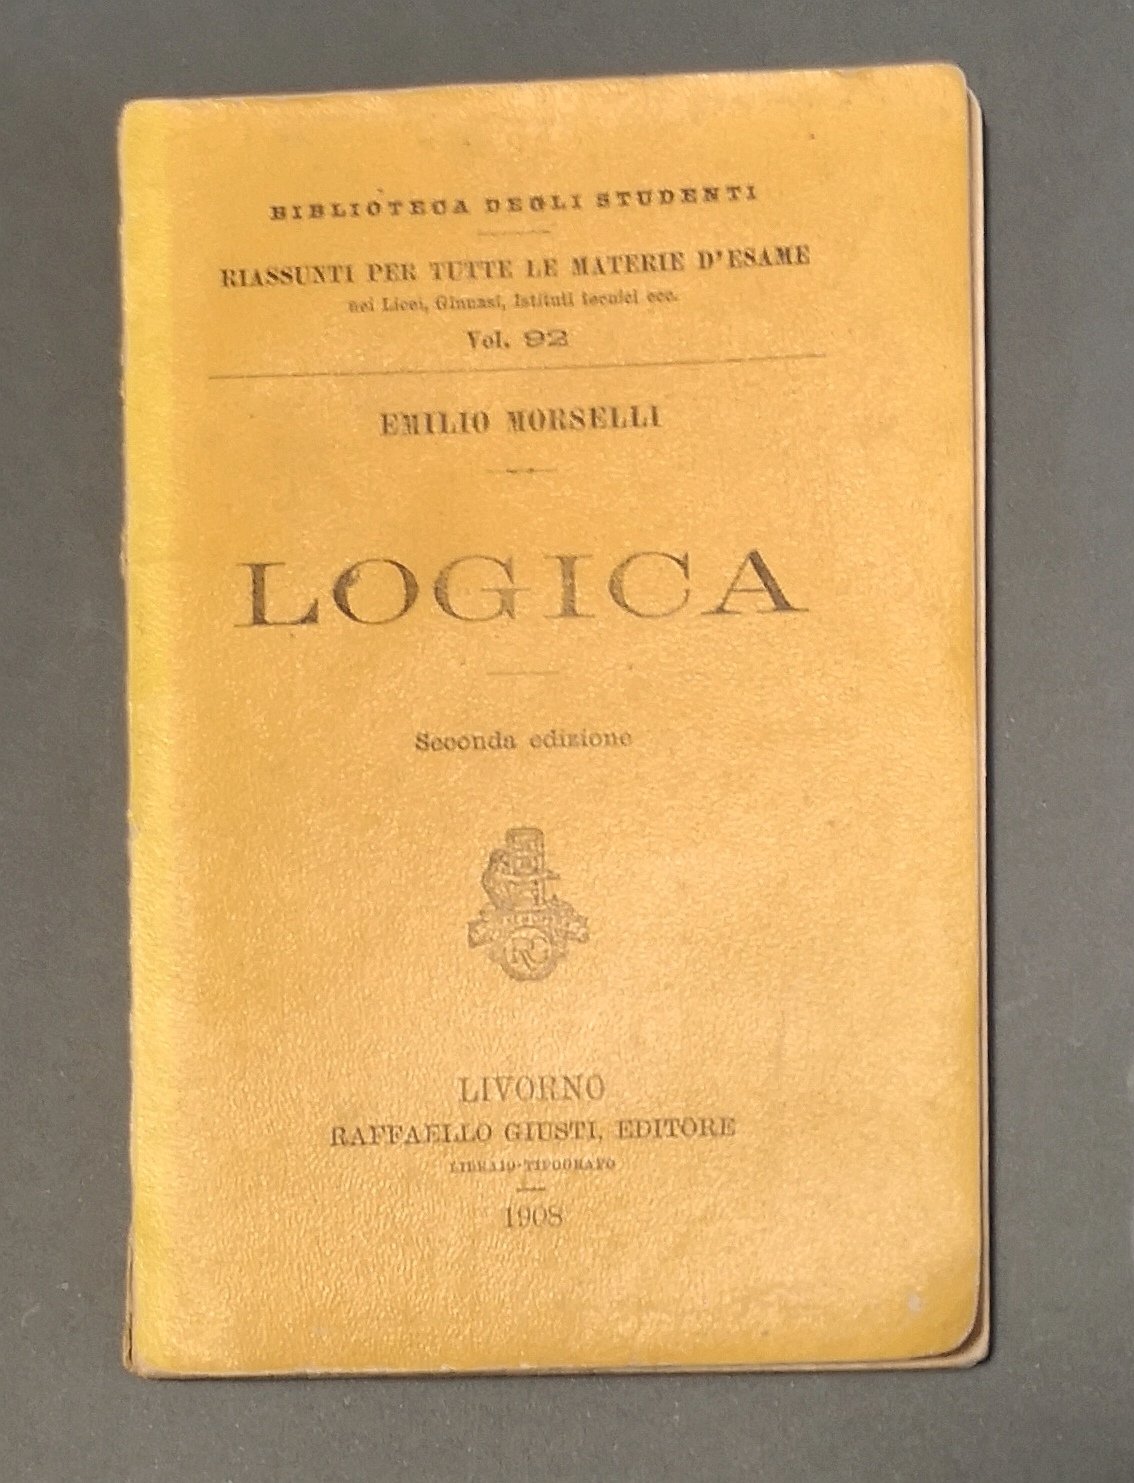 BIBLIOTECA DEGLI STUDENTI
RIASSUNTI PER TUTTE LE MATERIE D'ESAME
nei Licei, Ginnasi, Istituti tecnici ecc.
Vol. 92
EMILIO MORSELLI
LOGICA
Seconda edizione
RG
LIVORNO
RAFFAELLO GIUSTI, EDITORE
LIBRAIO-TIPOGRAFO
1908